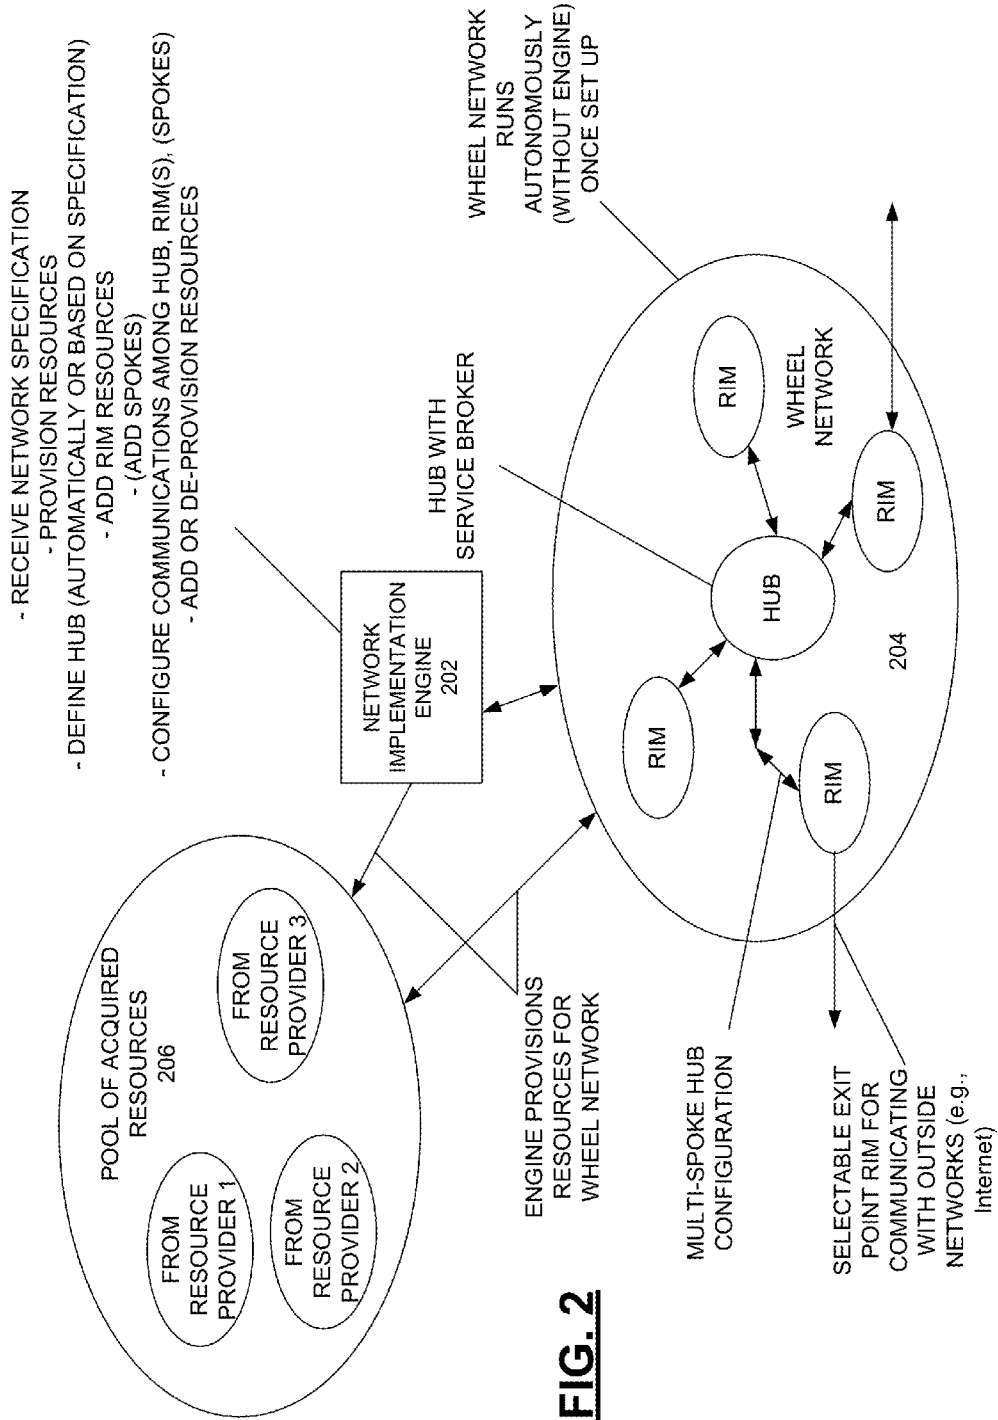 - RECEIVE NETWORK SPECIFICATION
- PROVISION RESOURCES
- DEFINE HUB (AUTOMATICALLY OR BASED ON SPECIFICATION)
- ADD RIM RESOURCES
- (ADD SPOKES)
- CONFIGURE COMMUNICATIONS AMONG HUB, RIM(S), (SPOKES)
- ADD OR DE-PROVISION RESOURCES
POOL OF ACQUIRED
RESOURCES
206
FROM
RESOURCE
PROVIDER 1
FROM
RESOURCE
PROVIDER 2
FROM
RESOURCE
PROVIDER 3
NETWORK
IMPLEMENTATION
ENGINE
202
HUB WITH
SERVICE BROKER
WHEEL NETWORK
RUNS
AUTONOMOUSLY
(WITHOUT ENGINE)
ONCE SET UP
ENGINE PROVISIONS
RESOURCES FOR
WHEEL NETWORK
RIM
RIM
WHEEL
NETWORK
HUB
RIM
RIM
204
MULTI-SPOKE HUB
CONFIGURATION
SELECTABLE EXIT
POINT RIM FOR
COMMUNICATING
WITH OUTSIDE
NETWORKS (e.g.,
Internet)
FIG. 2